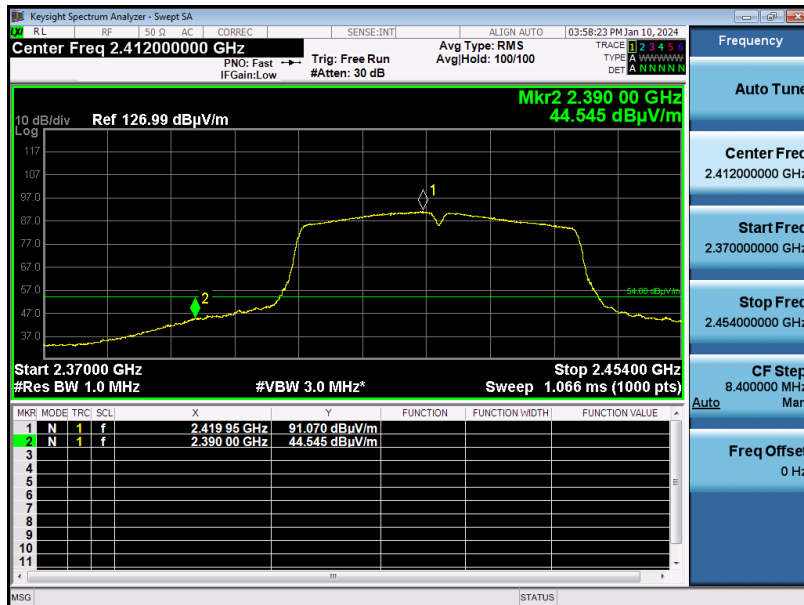 Keysight Spectrum Analyzer - Swept SA
LXI RL RF 50 Ω AC CORREC SENSE:INT ALIGN AUTO 03:58:23 PM Jan 10, 2024
Center Freq 2.412000000 GHz
PNO: Fast
IFGain:Low
Trig: Free Run
#Atten: 30 dB
Avg Type: RMS
Avg|Hold: 100/100
TRACE 1 2 3 4 5 6
TYPE A WWWWW
DET A N N N N N
Mkr2 2.390 00 GHz
44.545 dBµV/m
10 dB/div Ref 126.99 dBµV/m
Log
117
107
97.0
87.0
77.0
67.0
57.0
47.0
37.0
1
2
54.00 dBµV/m
Start 2.37000 GHz Stop 2.45400 GHz
#Res BW 1.0 MHz #VBW 3.0 MHz* Sweep 1.066 ms (1000 pts)
MKR MODE TRC SCL X Y FUNCTION FUNCTION WIDTH FUNCTION VALUE
1 N 1 f 2.419 95 GHz 91.070 dBµV/m
2 N 1 f 2.390 00 GHz 44.545 dBµV/m
3
4
5
6
7
8
9
10
11
MSG STATUS
Frequency
Auto Tune
Center Freq
2.412000000 GHz
Start Freq
2.370000000 GHz
Stop Freq
2.454000000 GHz
CF Step
8.400000 MHz
Auto Man
Freq Offset
0 Hz